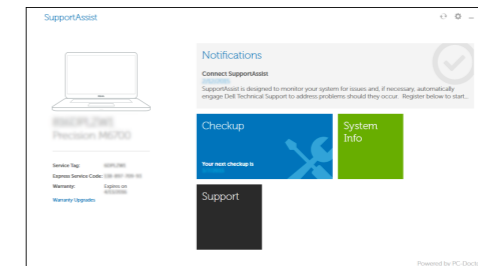 SupportAssist
Notifications
Connect SupportAssist
SupportAssist is designed to monitor your system for issues and, if necessary, automatically
engage Dell Technical Support to address problems should they occur. Register below to start...
Precision M6700
Checkup
Your next checkup is
System
Info
Service Tag:
Express Service Code:
Warranty: Expires on
Warranty Upgrades
Support
Powered by PC-Docto